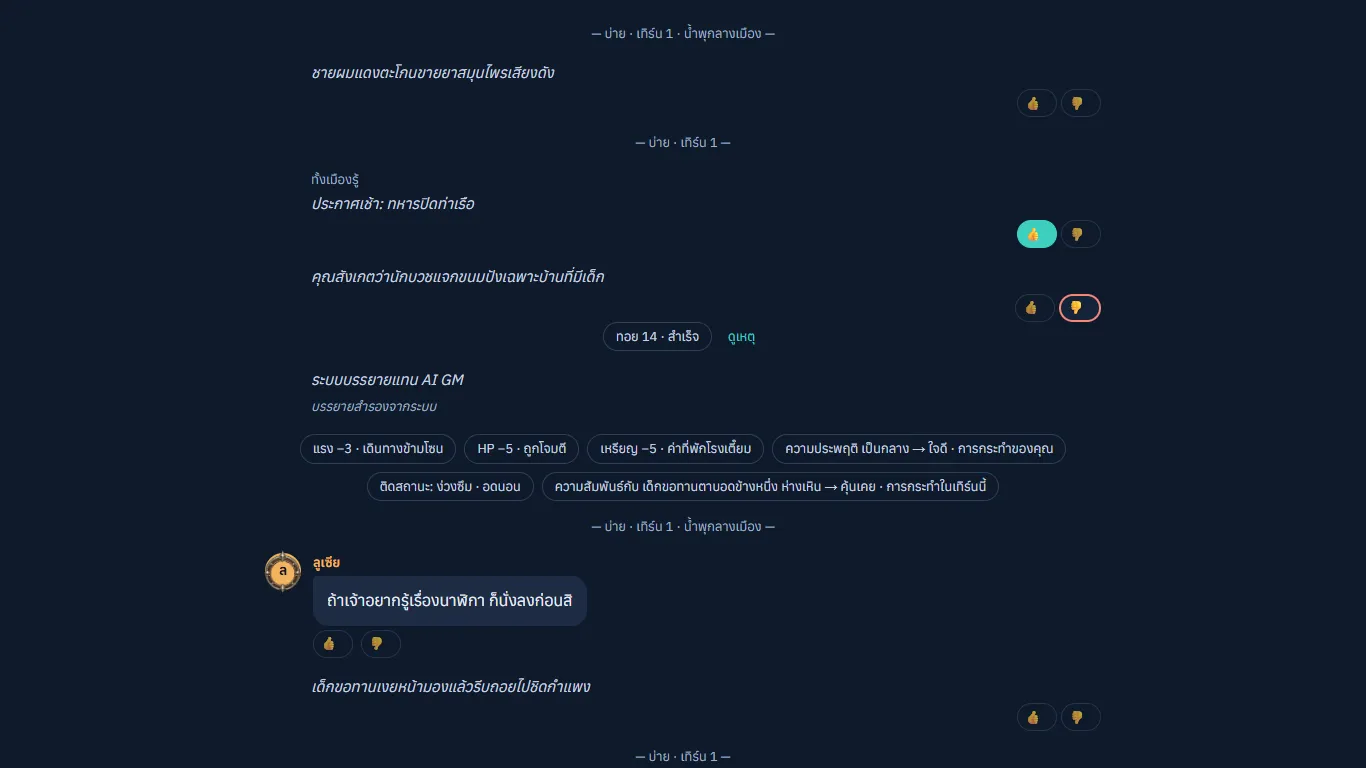 — บ่าย · เทิร์น 1 · น้ำพุกลางเมือง —
ชายผมแดงตะโกนขายยาสมุนไพรเสียงดัง
— บ่าย · เทิร์น 1 —
ทั้งเมืองรู้
ประกาศเช้า: ทหารปิดท่าเรือ
คุณสังเกตว่านักบวชแจกขนมปังเฉพาะบ้านที่มีเด็ก
ทอย 14 · สำเร็จ ดูเหตุ
ระบบบรรยายแทน AI GM
บรรยายสำรองจากระบบ
แรง −3 · เดินทางข้ามโซน HP −5 · ถูกโจมตี เหรียญ −5 · ค่าที่พักโรงเตี๊ยม ความประพฤติ เป็นกลาง → ใจดี · การกระทำของคุณ
ติดสถานะ: ง่วงซึม · อดนอน ความสัมพันธ์กับ เด็กขอทานตาบอดข้างหนึ่ง ห่างเหิน → คุ้นเคย · การกระทำในเทิร์นนี้
— บ่าย · เทิร์น 1 · น้ำพุกลางเมือง —
ล ลูเซีย
ถ้าเจ้าอยากรู้เรื่องนาฬิกา ก็นั่งลงก่อนสิ
เด็กขอทานเงยหน้ามองแล้วรีบถอยไปชิดกำแพง
— บ่าย · เทิร์น 1 —